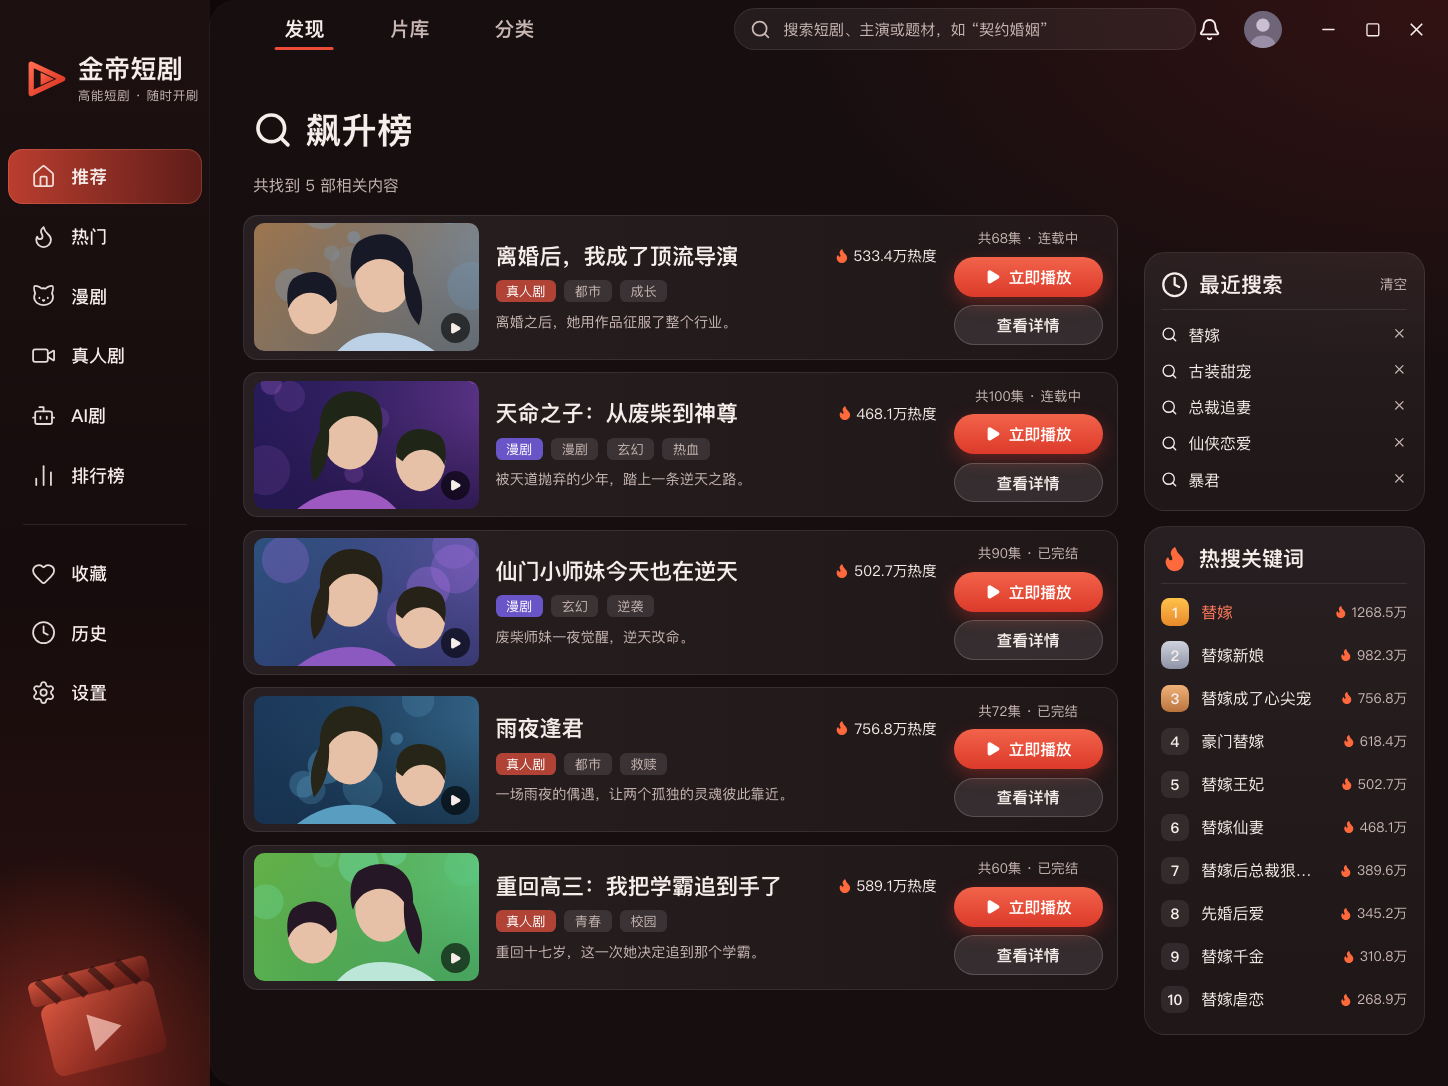 金帝短剧
高能短剧 · 随时开刷
推荐
热门
漫剧
真人剧
AI剧
排行榜
收藏
历史
设置
发现
片库
分类
搜索短剧、主演或题材，如 “契约婚姻”
飙升榜
共找到 5 部相关内容
离婚后，我成了顶流导演
533.4万热度
真人剧
都市
成长
离婚之后，她用作品征服了整个行业。
共68集 · 连载中
立即播放
查看详情
天命之子：从废柴到神尊
468.1万热度
漫剧
漫剧
玄幻
热血
被天道抛弃的少年，踏上一条逆天之路。
共100集 · 连载中
立即播放
查看详情
仙门小师妹今天也在逆天
502.7万热度
漫剧
玄幻
逆袭
废柴师妹一夜觉醒，逆天改命。
共90集 · 已完结
立即播放
查看详情
雨夜逢君
756.8万热度
真人剧
都市
救赎
一场雨夜的偶遇，让两个孤独的灵魂彼此靠近。
共72集 · 已完结
立即播放
查看详情
重回高三：我把学霸追到手了
589.1万热度
真人剧
青春
校园
重回十七岁，这一次她决定追到那个学霸。
共60集 · 已完结
立即播放
查看详情
最近搜索
清空
替嫁
古装甜宠
总裁追妻
仙侠恋爱
暴君
热搜关键词
1 替嫁 1268.5万
2 替嫁新娘 982.3万
3 替嫁成了心尖宠 756.8万
4 豪门替嫁 618.4万
5 替嫁王妃 502.7万
6 替嫁仙妻 468.1万
7 替嫁后总裁狠… 389.6万
8 先婚后爱 345.2万
9 替嫁千金 310.8万
10 替嫁虐恋 268.9万